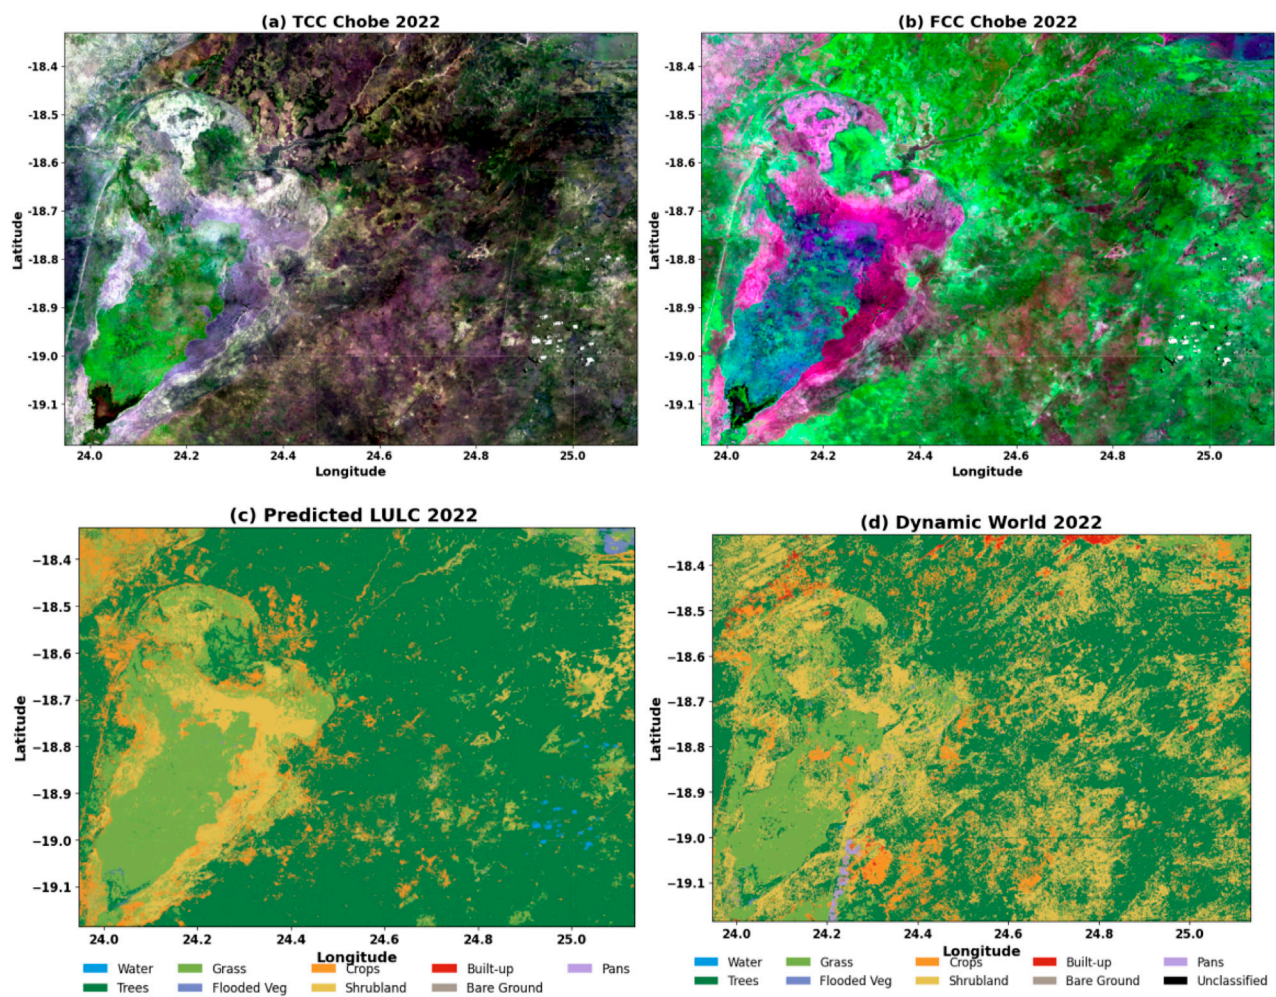 (a) TCC Chobe 2022
(b) FCC Chobe 2022
Latitude
-18.4
-18.5
-18.6
-18.7
-18.8
-18.9
-19.0
-19.1
24.0 24.2 24.4 24.6 24.8 25.0
Longitude
Latitude
-18.4
-18.5
-18.6
-18.7
-18.8
-18.9
-19.0
-19.1
24.0 24.2 24.4 24.6 24.8 25.0
Longitude
(c) Predicted LULC 2022
(d) Dynamic World 2022
Latitude
−18.4
−18.5
−18.6
−18.7
−18.8
−18.9
−19.0
−19.1
24.0 24.2 24.4 24.6 24.8 25.0
Longitude
Water Grass Crops Built-up Pans
Trees Flooded Veg Shrubland Bare Ground
Latitude
−18.4
−18.5
−18.6
−18.7
−18.8
−18.9
−19.0
−19.1
24.0 24.2 24.4 24.6 24.8 25.0
Longitude
Water Grass Crops Built-up Pans
Trees Flooded Veg Shrubland Bare Ground Unclassified